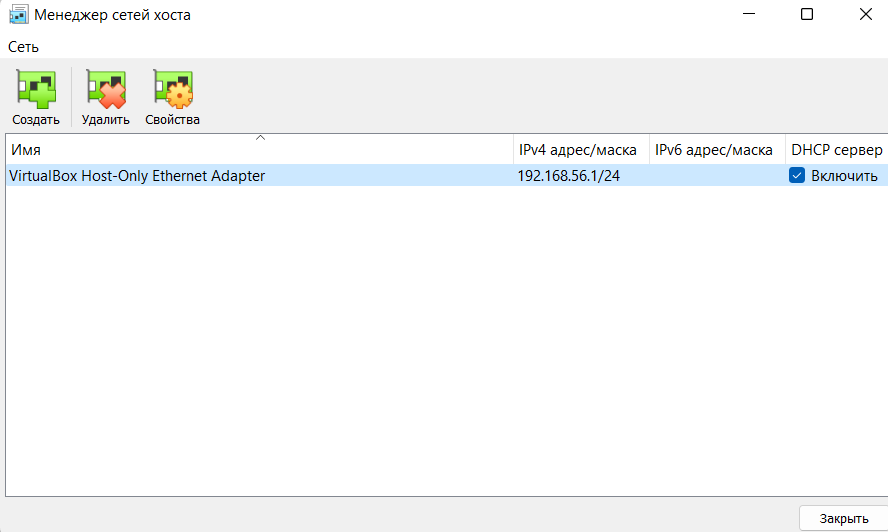 Менеджер сетей хоста
Сеть
Создать Удалить Свойства
Имя IPv4 адрес/маска IPv6 адрес/маска DHCP сервер
VirtualBox Host-Only Ethernet Adapter 192.168.56.1/24 Включить
Закрыть